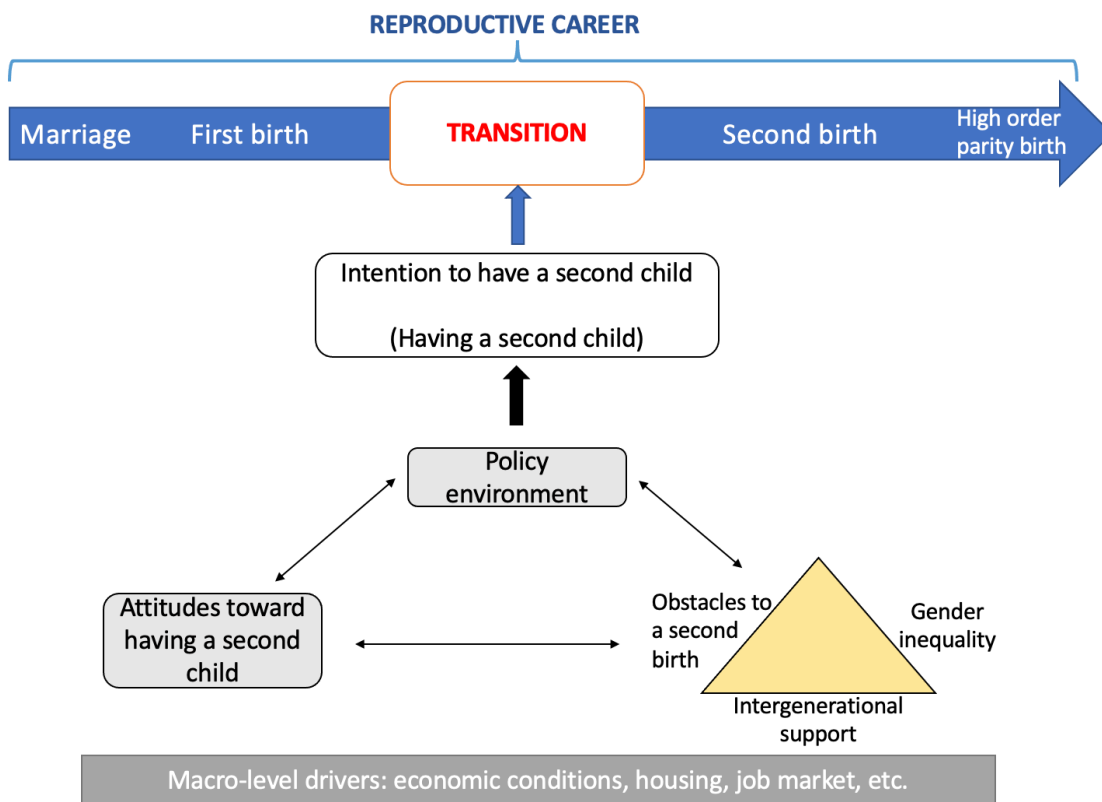 REPRODUCTIVE CAREER
Marriage
First birth
TRANSITION
Second birth
High order
parity birth
Intention to have a second child
(Having a second child)
Policy
environment
Attitudes toward
having a second
child
Obstacles to
a second
birth
Gender
inequality
Intergenerational
support
Macro-level drivers: economic conditions, housing, job market, etc.